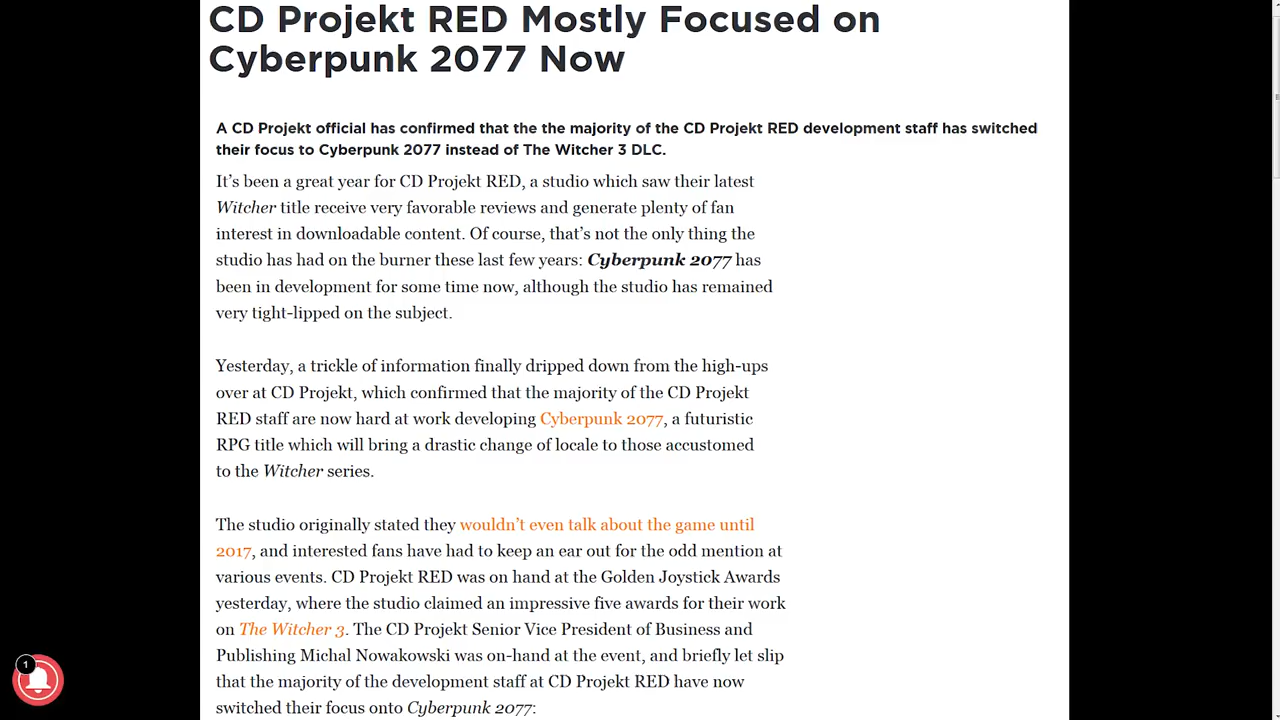 CD Projekt RED Mostly Focused on
Cyberpunk 2077 Now
A CD Projekt official has confirmed that the the majority of the CD Projekt RED development staff has switched
their focus to Cyberpunk 2077 instead of The Witcher 3 DLC.
It’s been a great year for CD Projekt RED, a studio which saw their latest
Witcher title receive very favorable reviews and generate plenty of fan
interest in downloadable content. Of course, that’s not the only thing the
studio has had on the burner these last few years: Cyberpunk 2077 has
been in development for some time now, although the studio has remained
very tight-lipped on the subject.
Yesterday, a trickle of information finally dripped down from the high-ups
over at CD Projekt, which confirmed that the majority of the CD Projekt
RED staff are now hard at work developing Cyberpunk 2077, a futuristic
RPG title which will bring a drastic change of locale to those accustomed
to the Witcher series.
The studio originally stated they wouldn’t even talk about the game until
2017, and interested fans have had to keep an ear out for the odd mention at
various events. CD Projekt RED was on hand at the Golden Joystick Awards
yesterday, where the studio claimed an impressive five awards for their work
on The Witcher 3. The CD Projekt Senior Vice President of Business and
Publishing Michal Nowakowski was on-hand at the event, and briefly let slip
that the majority of the development staff at CD Projekt RED have now
switched their focus onto Cyberpunk 2077:
1